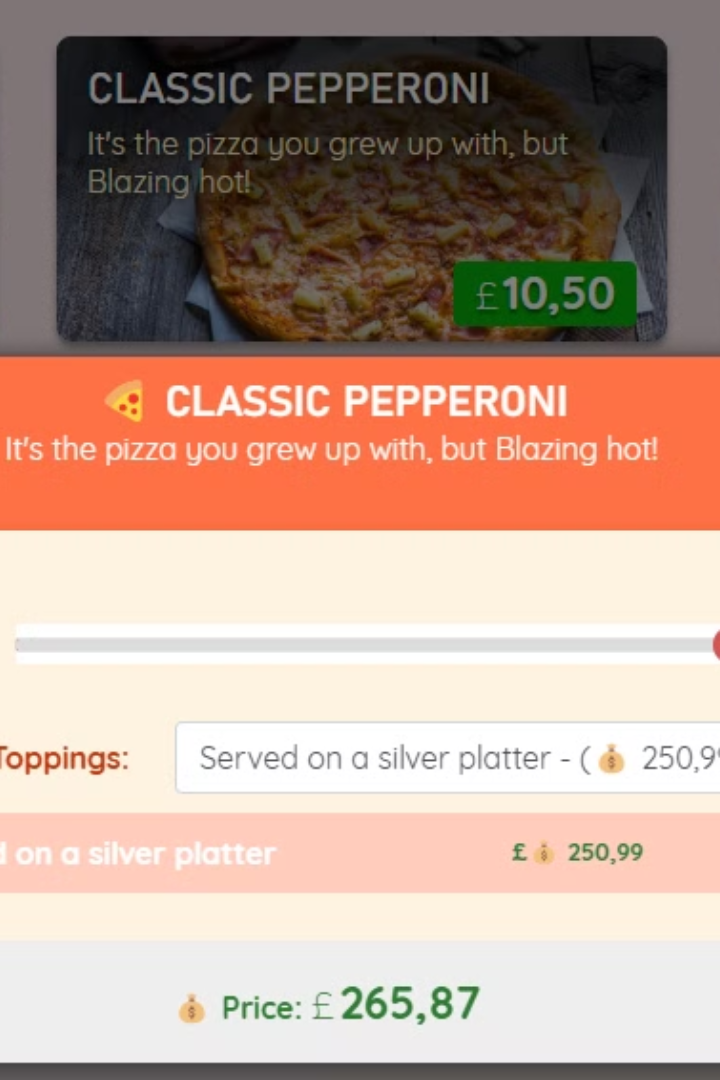 CLASSIC PEPPERONI
It's the pizza you grew up with, but
Blazing hot!
£10,50
CLASSIC PEPPERONI
It's the pizza you grew up with, but Blazing hot!
Toppings:
Served on a silver platter - ( 250,9
on a silver platter
£ 250,99
Price: £265,87